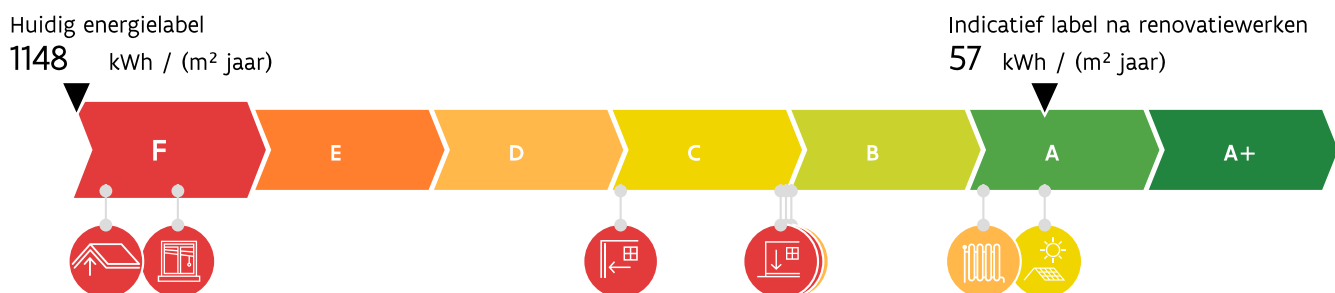 Huidig energielabel
1148 kWh / (m² jaar)
Indicatief label na renovatiewerken
57 kWh / (m² jaar)
F E D C B A A+